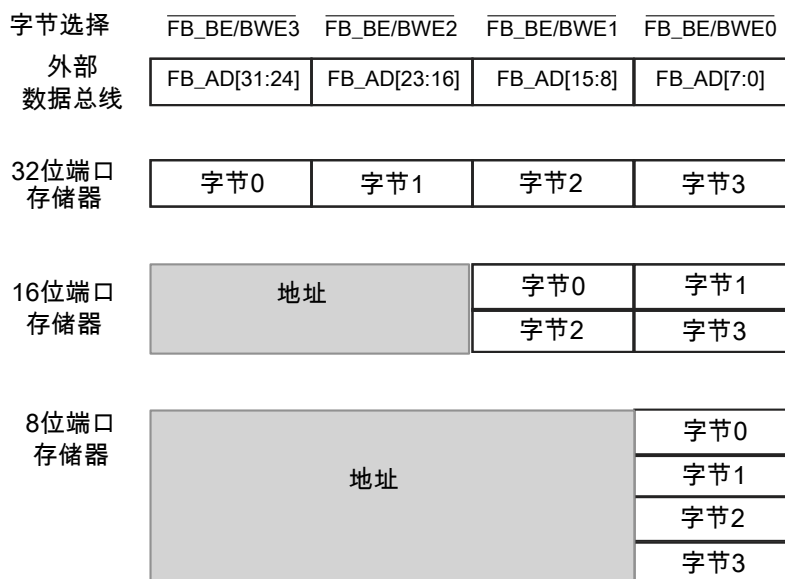 字节选择 FB_BE/BWE3 FB_BE/BWE2 FB_BE/BWE1 FB_BE/BWE0
外部
数据总线
FB_AD[31:24] FB_AD[23:16] FB_AD[15:8] FB_AD[7:0]
32位端口
存储器
字节0 字节1 字节2 字节3
16位端口
存储器
地址
字节0 字节1
字节2 字节3
8位端口
存储器
地址
字节0
字节1
字节2
字节3